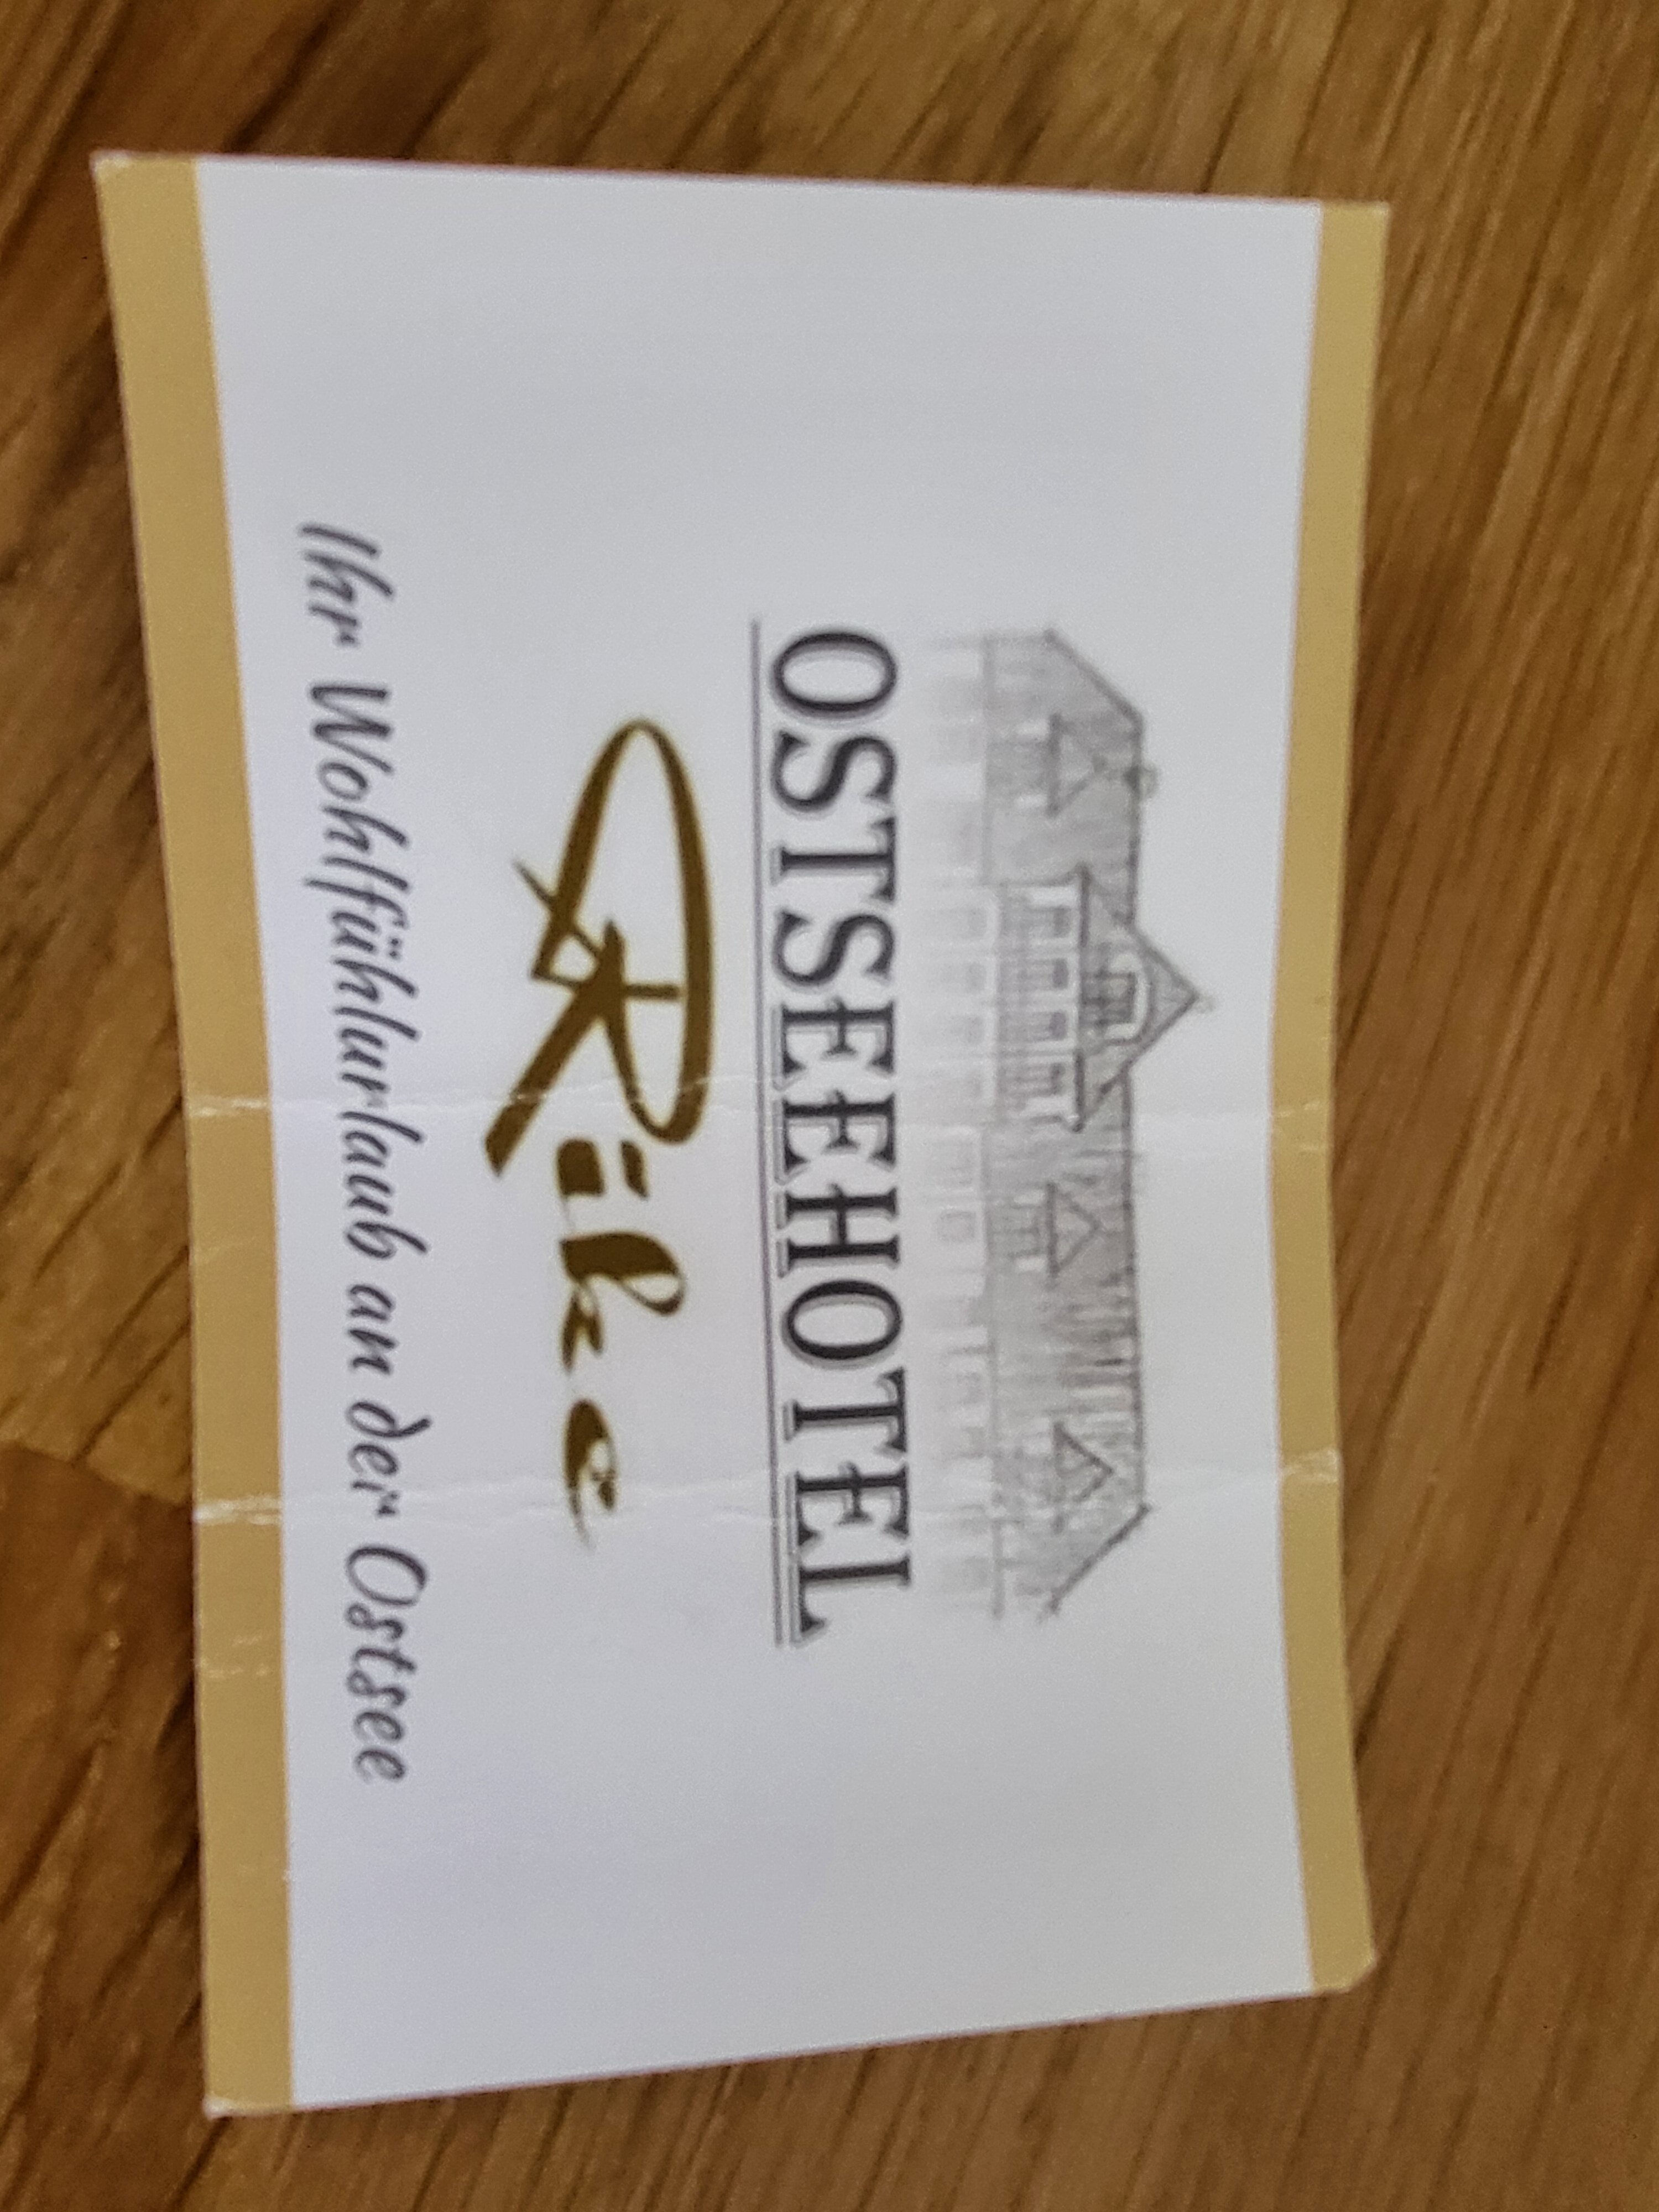 OSTSEEHOTEL
Rike
Ihr Wohlfühlurlaub an der Ostsee